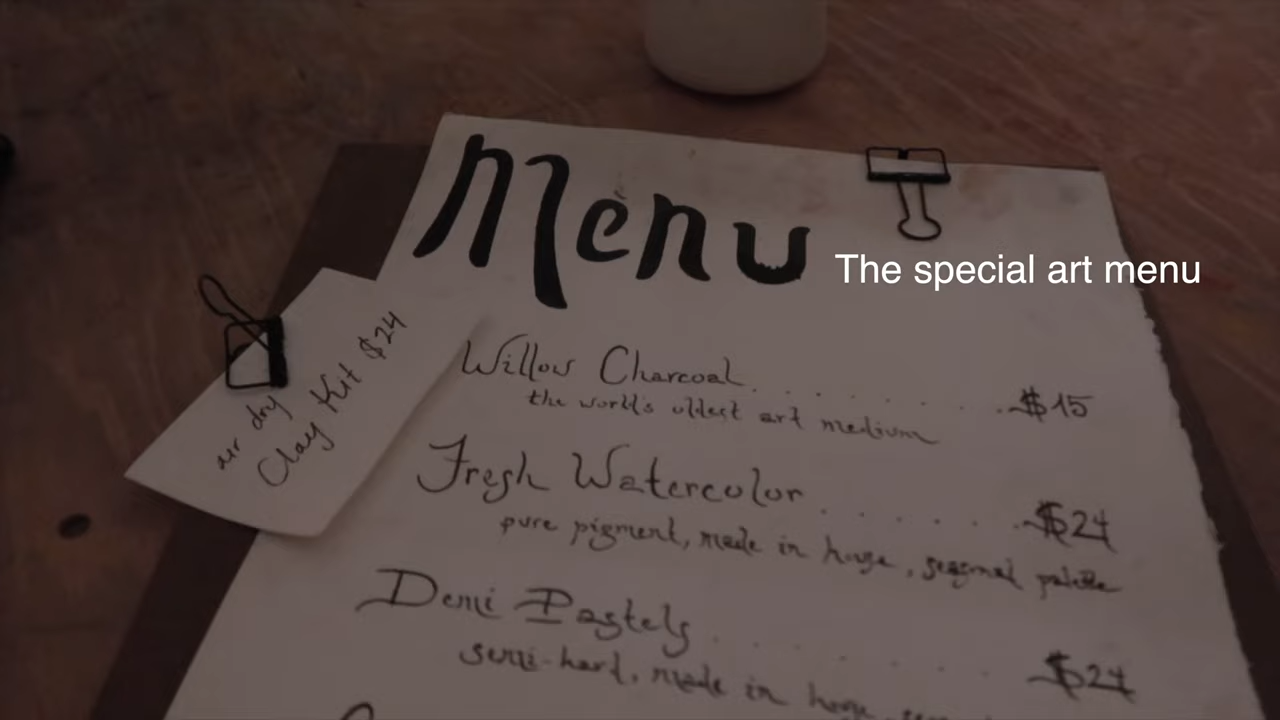 Menu
The special art menu
air dry
Clay Kit $24
Willow Charcoal . . . . . . . . $15
the world's oldest art medium
Fresh Watercolor . . . . . . $24
pure pigment, made in house, seasonal palette
Demi Pastels . . . . . . $24
semi-hard, made in house,